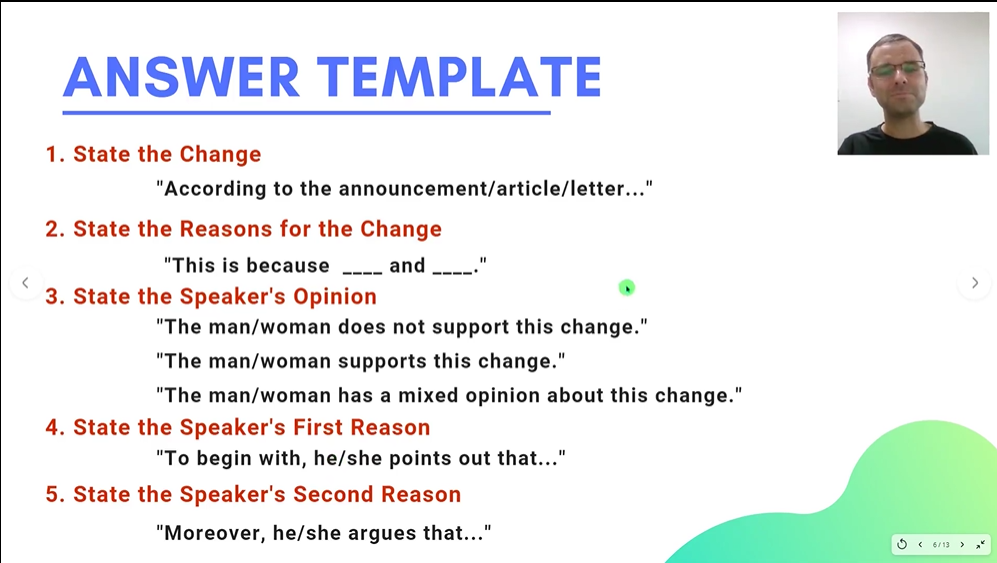 ANSWER TEMPLATE
1. State the Change
"According to the announcement/article/letter..."
2. State the Reasons for the Change
"This is because ____ and ____."
3. State the Speaker's Opinion
"The man/woman does not support this change."
"The man/woman supports this change."
"The man/woman has a mixed opinion about this change."
4. State the Speaker's First Reason
"To begin with, he/she points out that..."
5. State the Speaker's Second Reason
"Moreover, he/she argues that..."
6/13